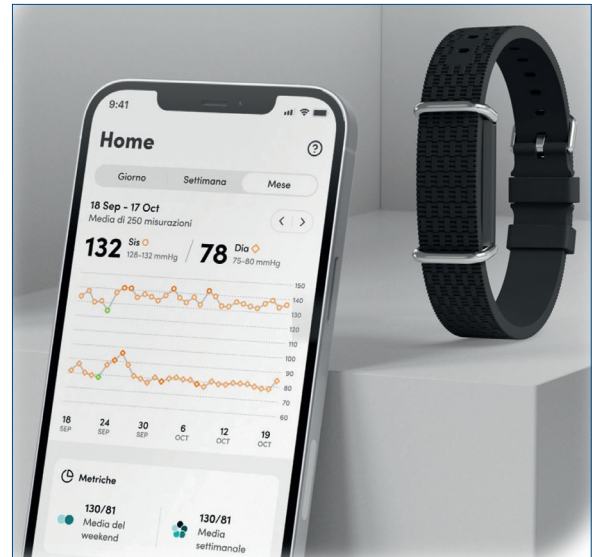 9:41
Home
?
Giorno Settimana Mese
18 Sep - 17 Oct
Media di 250 misurazioni
132 Sis 78 Dia
128-132 mmHg 75-80 mmHg
150
140
130
120
110
100
90
80
70
60
18 24 30 6 12 19
SEP SEP SEP OCT OCT OCT
Metriche
130/81 130/81
Media del Media
weekend settimanale